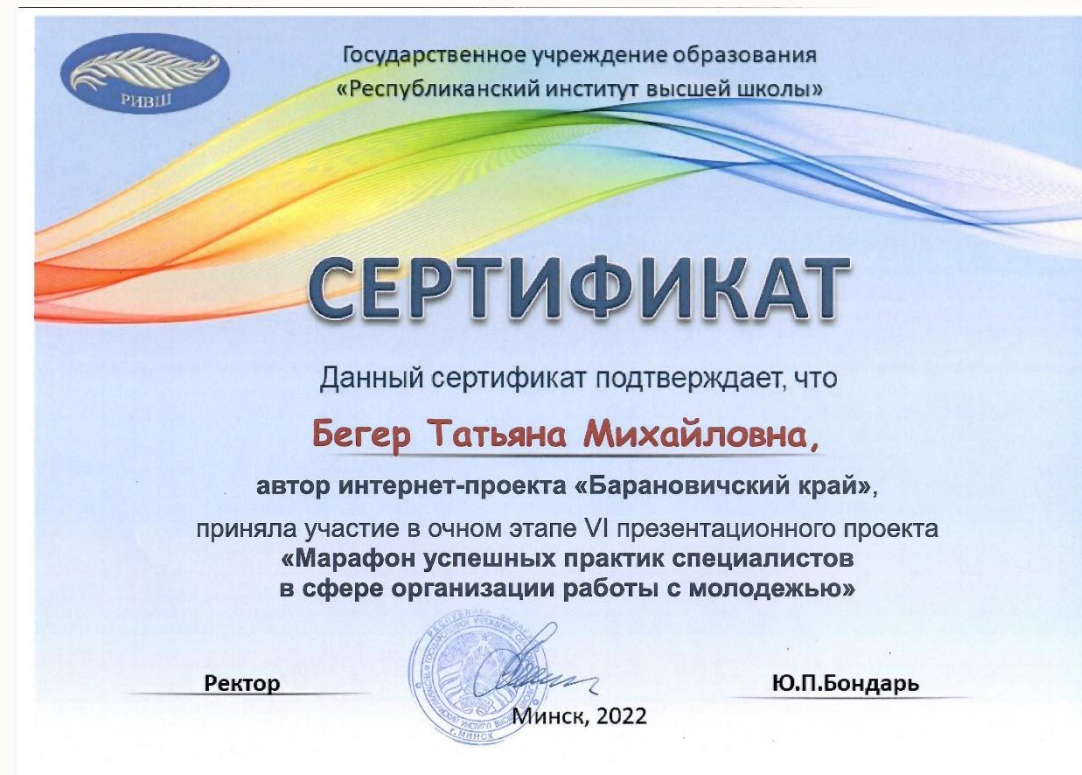 РИВШ
Государственное учреждение образования
«Республиканский институт высшей школы»
СЕРТИФИКАТ
Данный сертификат подтверждает, что
Бегер Татьяна Михайловна,
автор интернет-проекта «Барановичский край»,
приняла участие в очном этапе VI презентационного проекта
«Марафон успешных практик специалистов
в сфере организации работы с молодежью»
Ректор
Ю.П.Бондарь
г. МИНСК
Минск, 2022